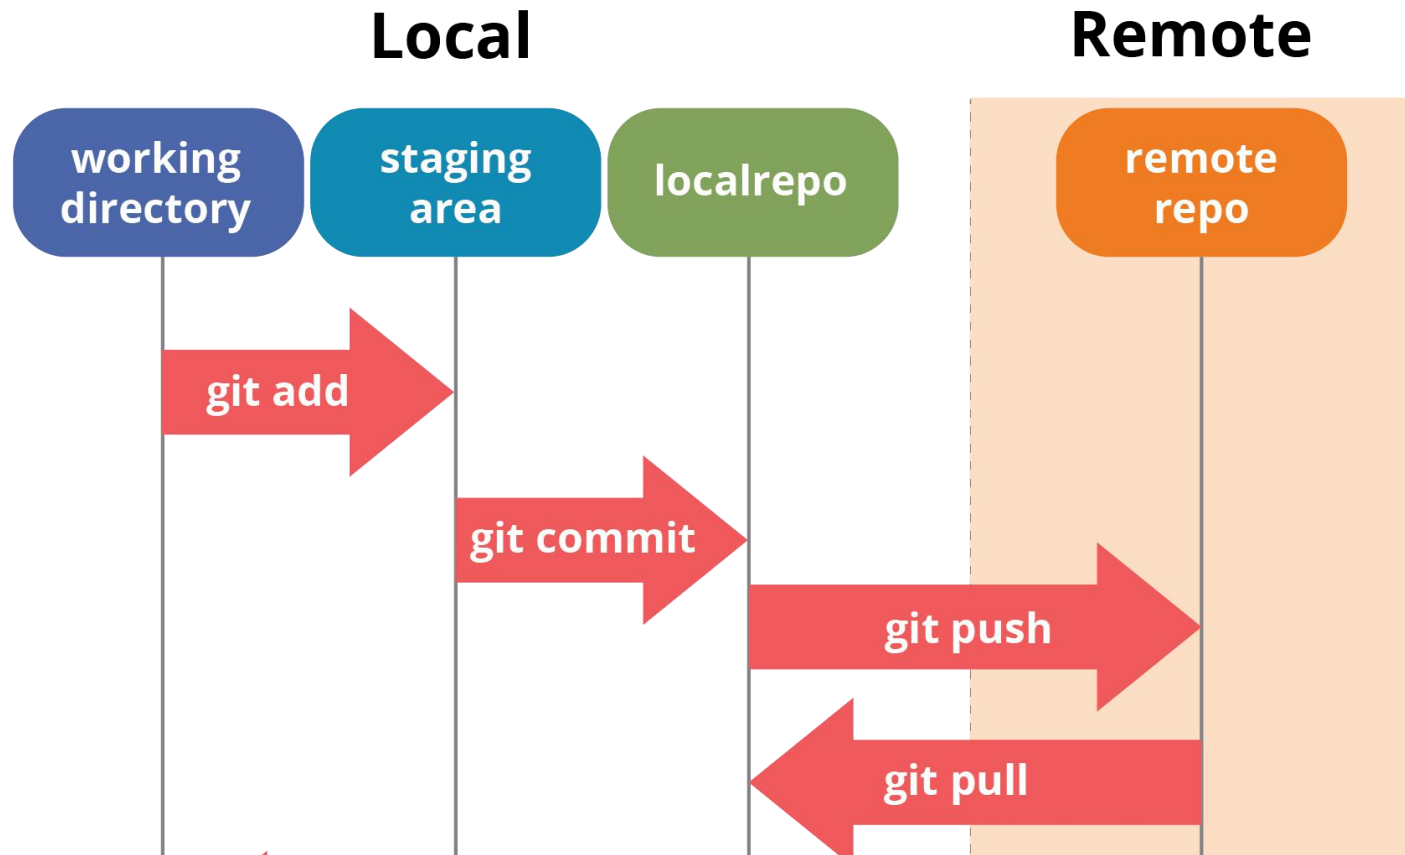 Local
Remote
working
directory
staging
area
localrepo
remote
repo
git add
git commit
git push
git pull